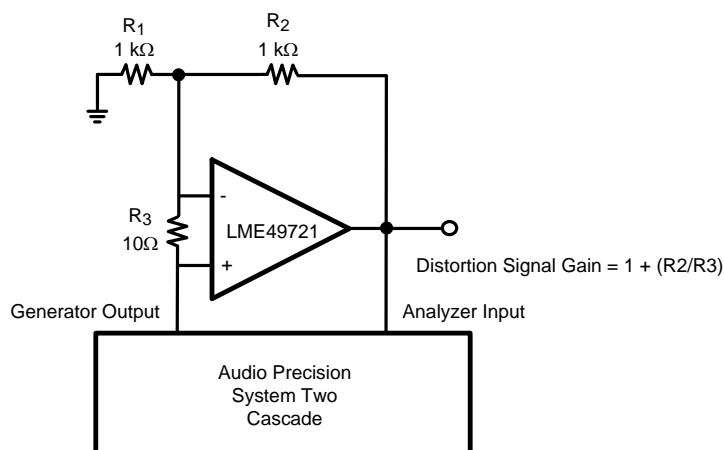 R1
1 kΩ
R2
1 kΩ
-
R3
10Ω
LME49721
+
Distortion Signal Gain = 1 + (R2/R3)
Generator Output
Analyzer Input
Audio Precision
System Two
Cascade